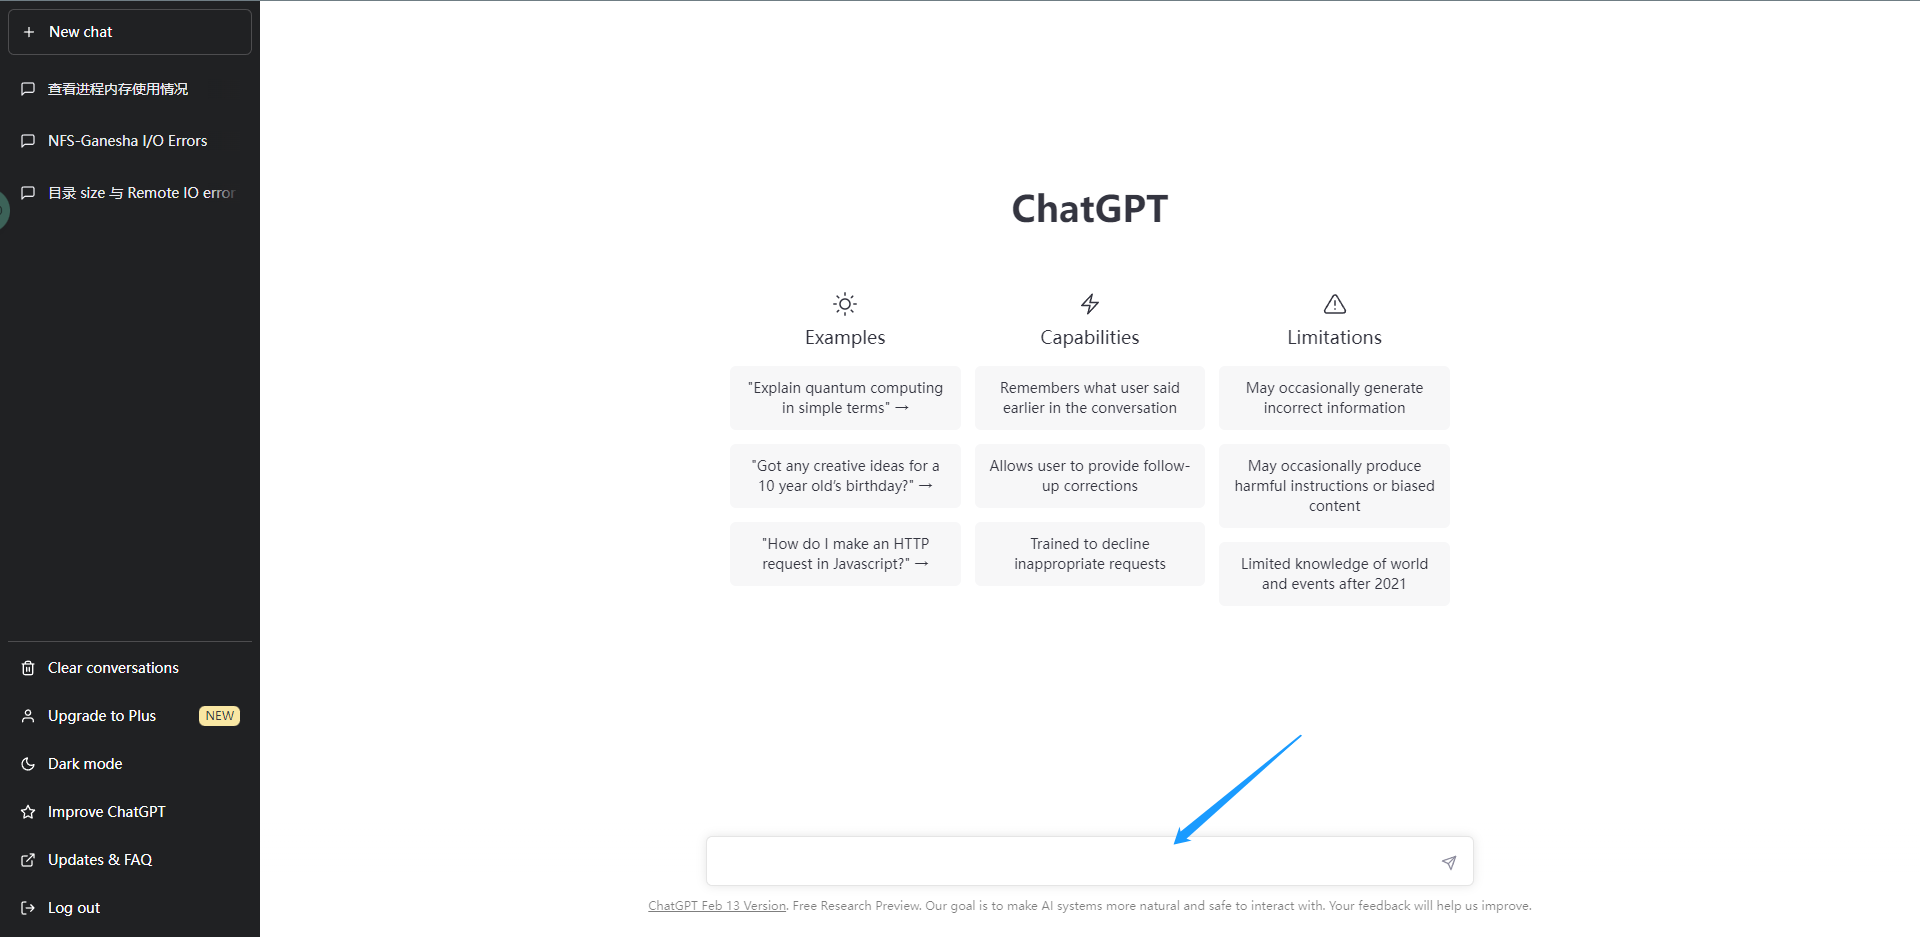 New chat
查看进程内存使用情况
NFS-Ganesha I/O Errors
目录 size 与 Remote IO error
Clear conversations
Upgrade to Plus NEW
Dark mode
Improve ChatGPT
Updates & FAQ
Log out
ChatGPT
Examples
"Explain quantum computing
in simple terms" →
"Got any creative ideas for a
10 year old’s birthday?" →
"How do I make an HTTP
request in Javascript?" →
Capabilities
Remembers what user said
earlier in the conversation
Allows user to provide follow-
up corrections
Trained to decline
inappropriate requests
Limitations
May occasionally generate
incorrect information
May occasionally produce
harmful instructions or biased
content
Limited knowledge of world
and events after 2021
ChatGPT Feb 13 Version. Free Research Preview. Our goal is to make AI systems more natural and safe to interact with. Your feedback will help us improve.